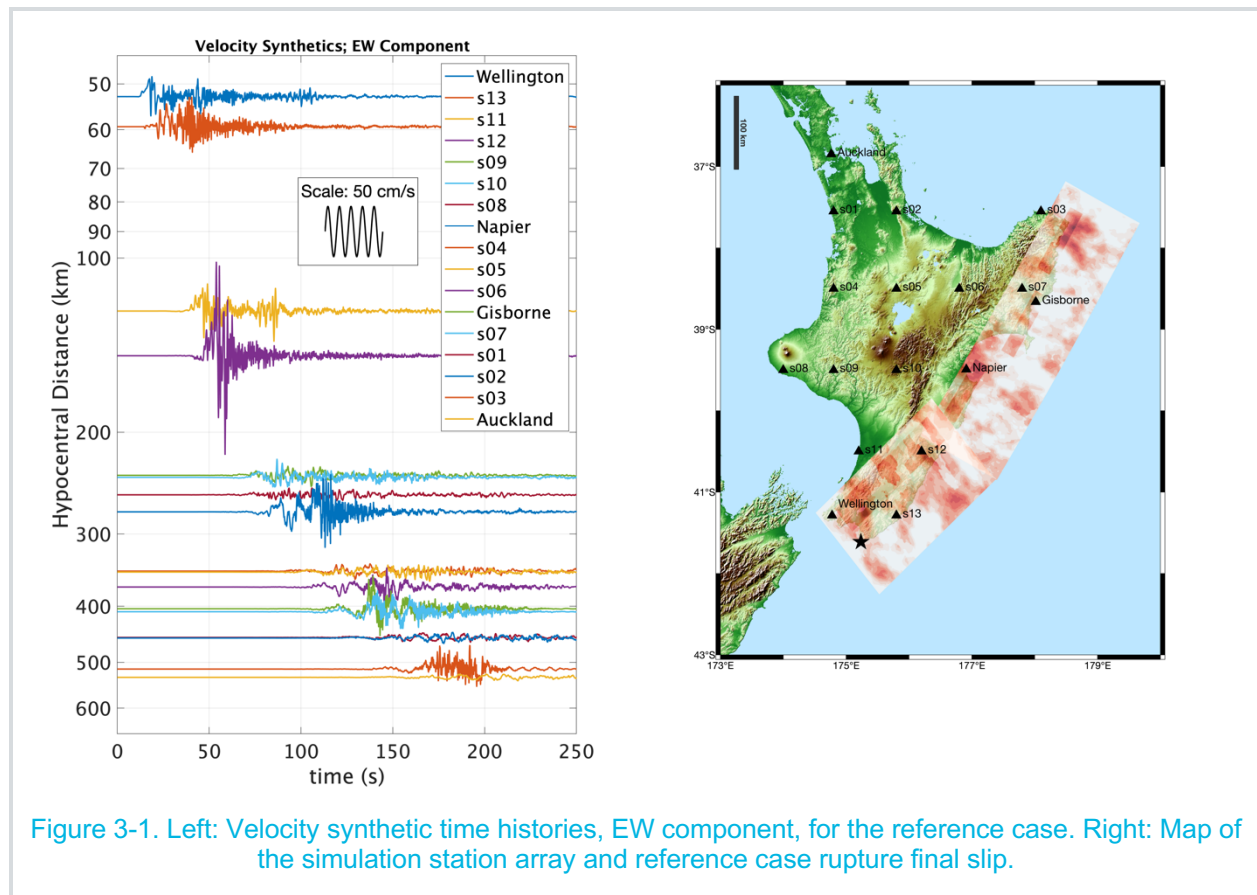 Velocity Synthetics; EW Component
Hypocentral Distance (km)
50
60
70
80
90
100
200
300
400
500
600
0
50
100
150
200
250
time (s)
Scale: 50 cm/s
Wellington
s13
s11
s12
s09
s10
s08
Napier
s04
s05
s06
Gisborne
s07
s01
s02
s03
Auckland
100 km
37°S
39°S
41°S
43°S
173°E
175°E
177°E
179°E
Auckland
s01
s02
s03
s04
s05
s06
s07
Gisborne
s08
s09
s10
Napier
s11
s12
Wellington
s13
Figure 3-1. Left: Velocity synthetic time histories, EW component, for the reference case. Right: Map of
the simulation station array and reference case rupture final slip.